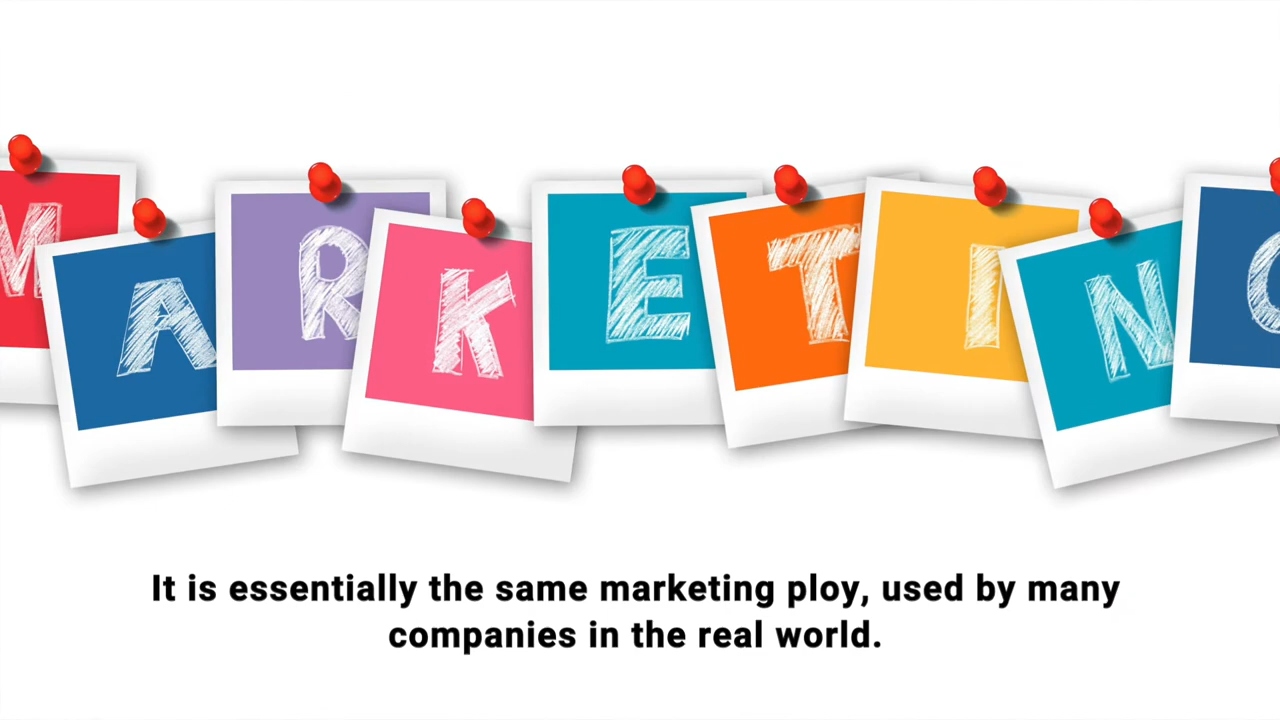 MARKETING
It is essentially the same marketing ploy, used by many
companies in the real world.